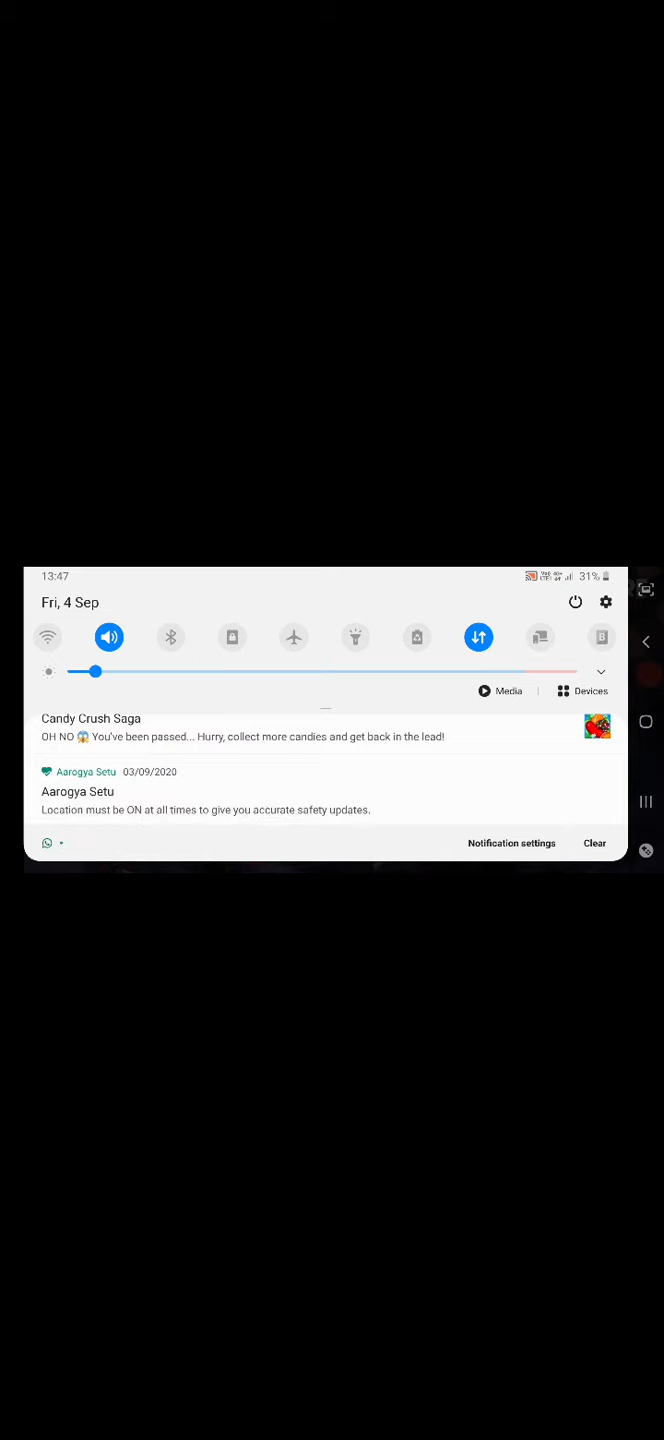 13:47
31%
Fri, 4 Sep
Media
Devices
Candy Crush Saga
OH NO 😱 You've been passed... Hurry, collect more candies and get back in the lead!
Aarogya Setu 03/09/2020
Aarogya Setu
Location must be ON at all times to give you accurate safety updates.
Notification settings
Clear